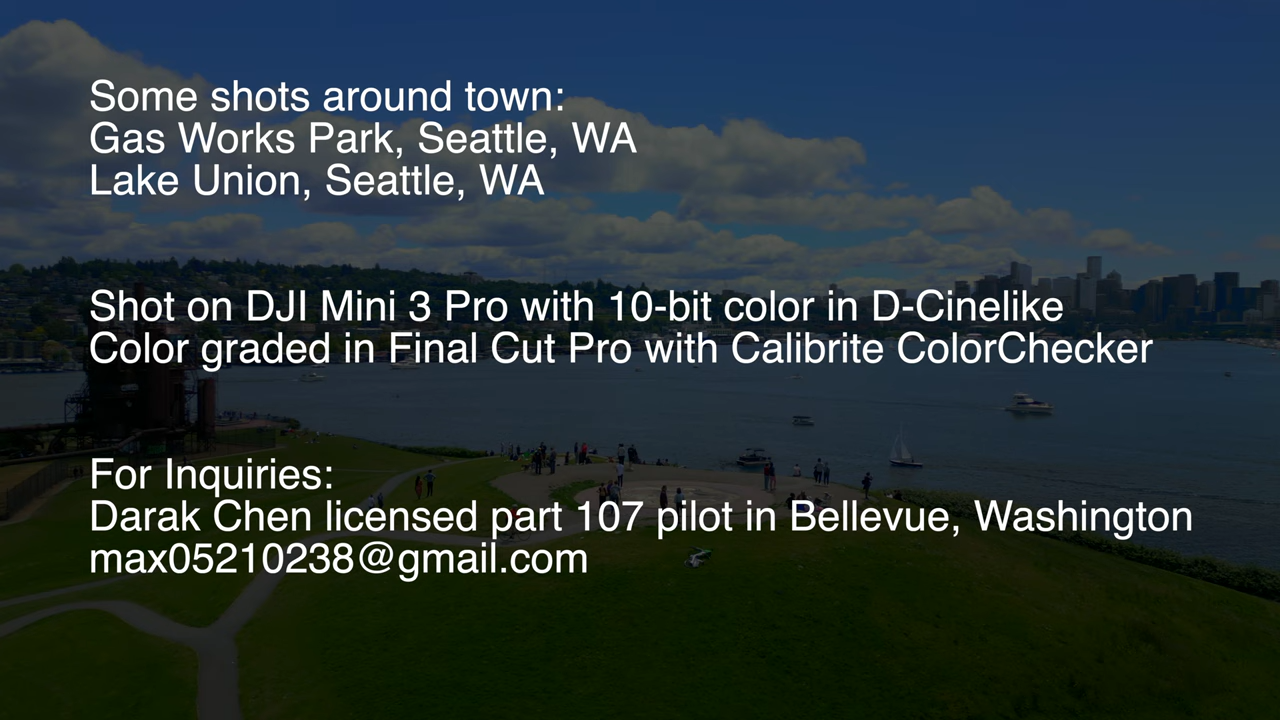 Some shots around town:
Gas Works Park, Seattle, WA
Lake Union, Seattle, WA
Shot on DJI Mini 3 Pro with 10-bit color in D-Cinelike
Color graded in Final Cut Pro with Calibrite ColorChecker
For Inquiries:
Darak Chen licensed part 107 pilot in Bellevue, Washington
max05210238@gmail.com